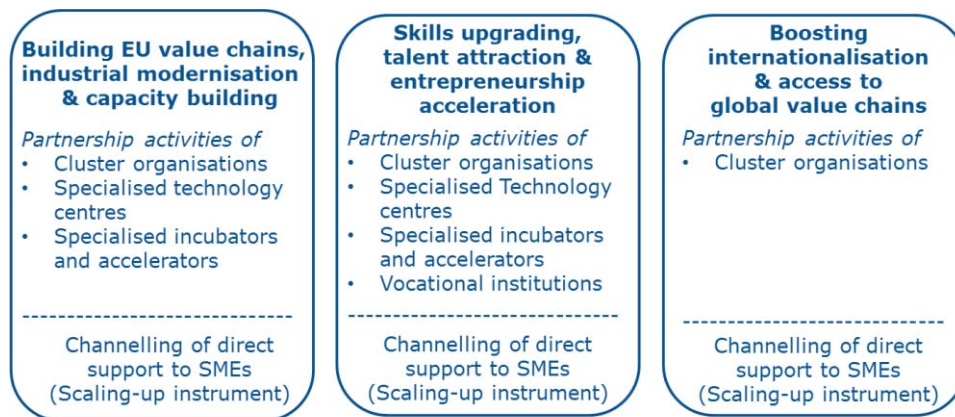 Building EU value chains,
industrial modernisation
& capacity building
Partnership activities of
• Cluster organisations
• Specialised technology
centres
• Specialised incubators
and accelerators
------------------------------
Channelling of direct
support to SMEs
(Scaling-up instrument)
Skills upgrading,
talent attraction &
entrepreneurship
acceleration
Partnership activities of
• Cluster organisations
• Specialised Technology
centres
• Specialised incubators
and accelerators
• Vocational institutions
------------------------------
Channelling of direct
support to SMEs
(Scaling-up instrument)
Boosting
internationalisation
& access to
global value chains
Partnership activities of
• Cluster organisations
-----------------------------
Channelling of direct
support to SMEs
(Scaling-up instrument)